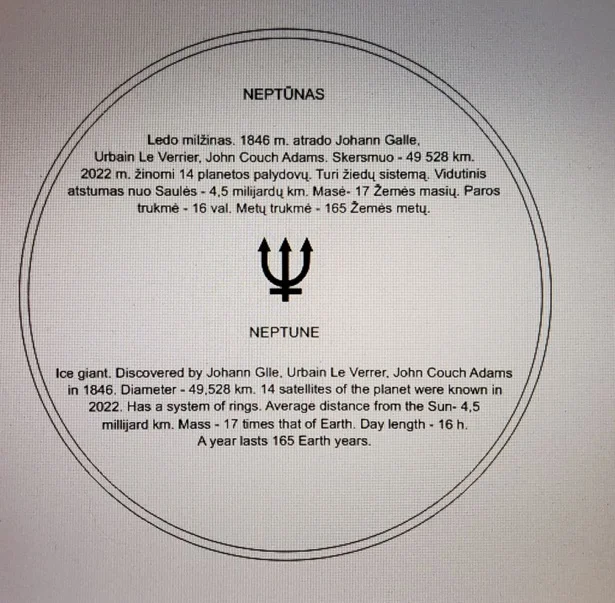 NEPTŪNAS
Ledo milžinas. 1846 m. atrado Johann Galle,
Urbain Le Verrier, John Couch Adams. Skersmuo - 49 528 km.
2022 m. žinomi 14 planetos palydovų. Turi žiedų sistemą. Vidutinis
atstumas nuo Saulės - 4,5 milijardų km. Masė- 17 Žemės masių. Paros
trukmė - 16 val. Metų trukmė - 165 Žemės metų.
NEPTUNE
Ice giant. Discovered by Johann Glle, Urbain Le Verrer, John Couch Adams
in 1846. Diameter - 49,528 km. 14 satellites of the planet were known in
2022. Has a system of rings. Average distance from the Sun- 4,5
millijard km. Mass - 17 times that of Earth. Day length - 16 h.
A year lasts 165 Earth years.